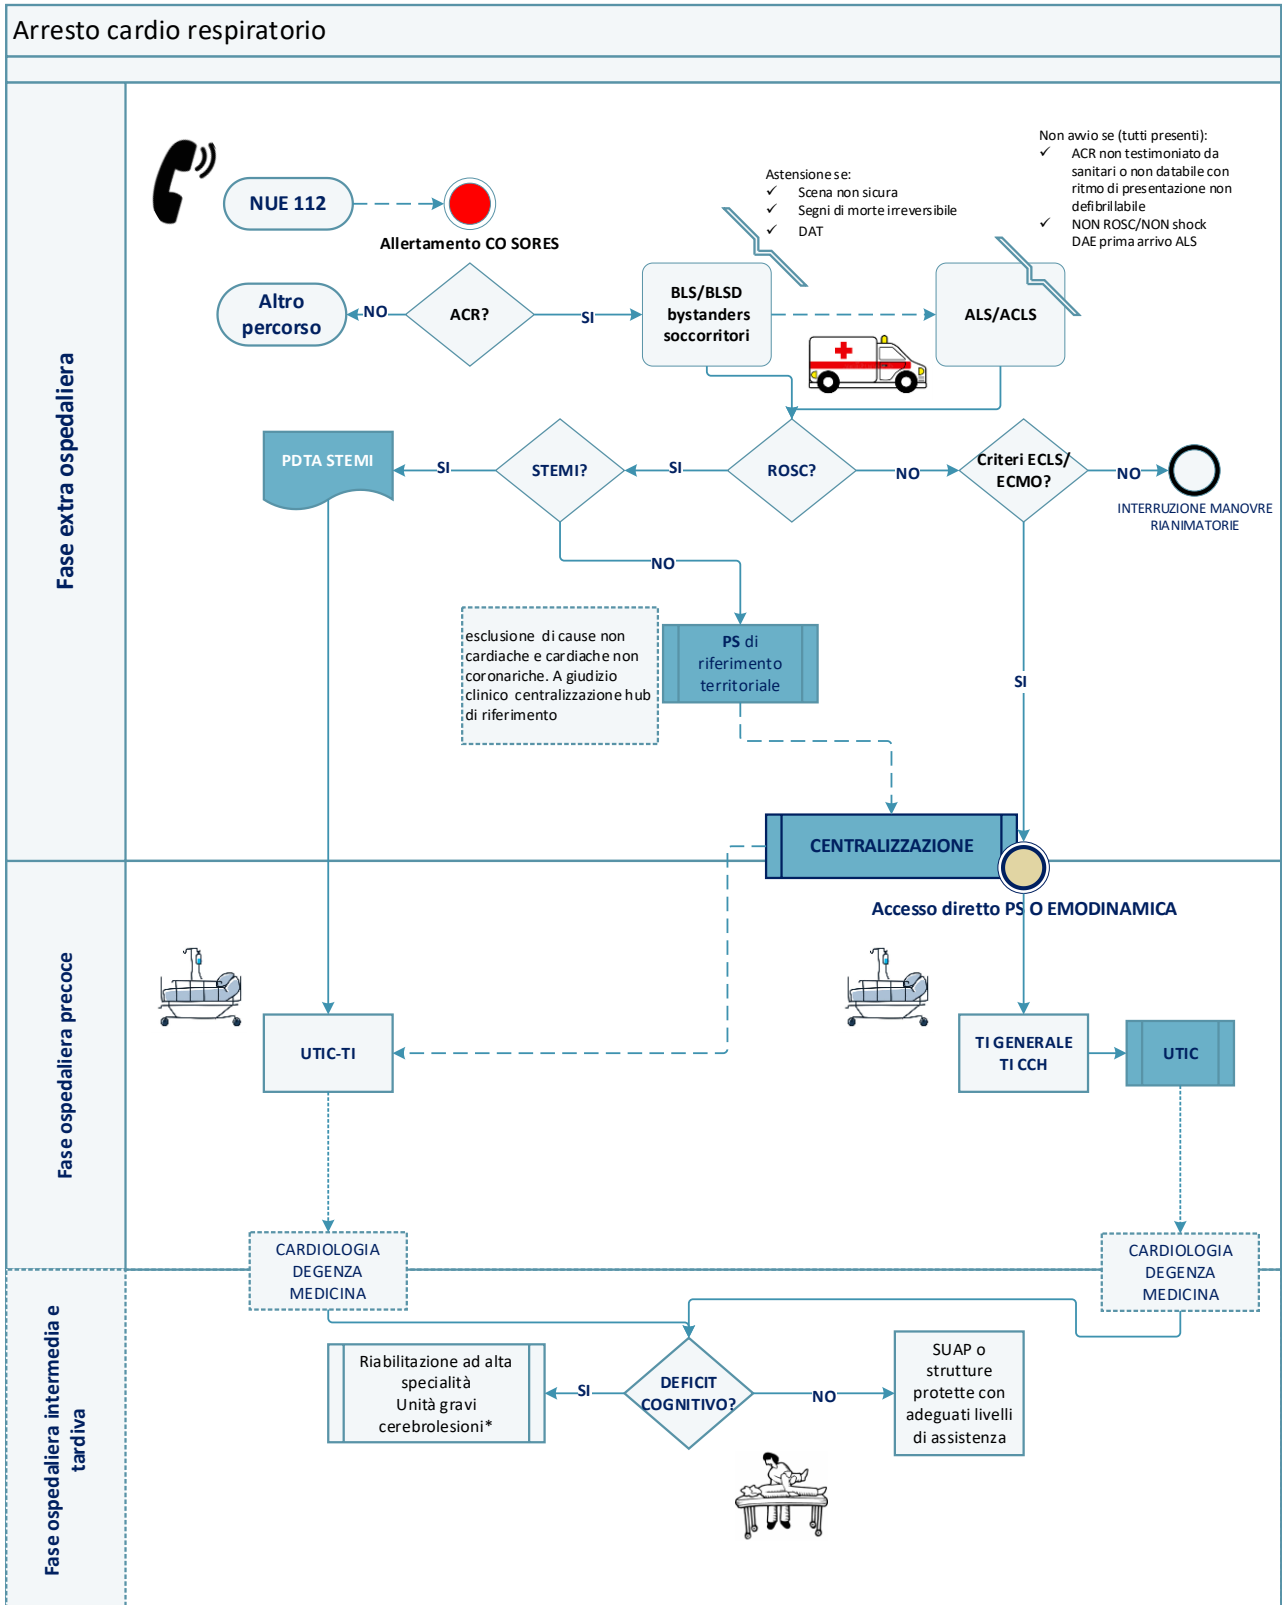 Arresto cardio respiratorio
Fase extra ospedaliera
NUE 112
Allertamento CO SORES
Astensione se:
✓ Scena non sicura
✓ Segni di morte irreversibile
✓ DAT
Non avvio se (tutti presenti):
✓ ACR non testimoniato da
sanitari o non databile con
ritmo di presentazione non
defibrillabile
✓ NON ROSC/NON shock
DAE prima arrivo ALS
Altro
percorso
NO
ACR?
SI
BLS/BLSD
bystanders
soccorritori
ALS/ACLS
PDTA STEMI
SI
STEMI?
SI
ROSC?
NO
Criteri ECLS/
ECMO?
NO
INTERRUZIONE MANOVRE
RIANIMATORIE
NO
esclusione di cause non
cardiache e cardiache non
coronariche. A giudizio
clinico centralizzazione hub
di riferimento
PS di
riferimento
territoriale
SI
CENTRALIZZAZIONE
Accesso diretto PS O EMODINAMICA
Fase ospedaliera precoce
UTIC-TI
TI GENERALE
TI CCH
UTIC
CARDIOLOGIA
DEGENZA
MEDICINA
CARDIOLOGIA
DEGENZA
MEDICINA
Fase ospedaliera intermedia e
tardiva
Riabilitazione ad alta
specialità
Unità gravi
cerebrolesioni*
SI
DEFICIT
COGNITIVO?
NO
SUAP o
strutture
protette con
adeguati livelli
di assistenza